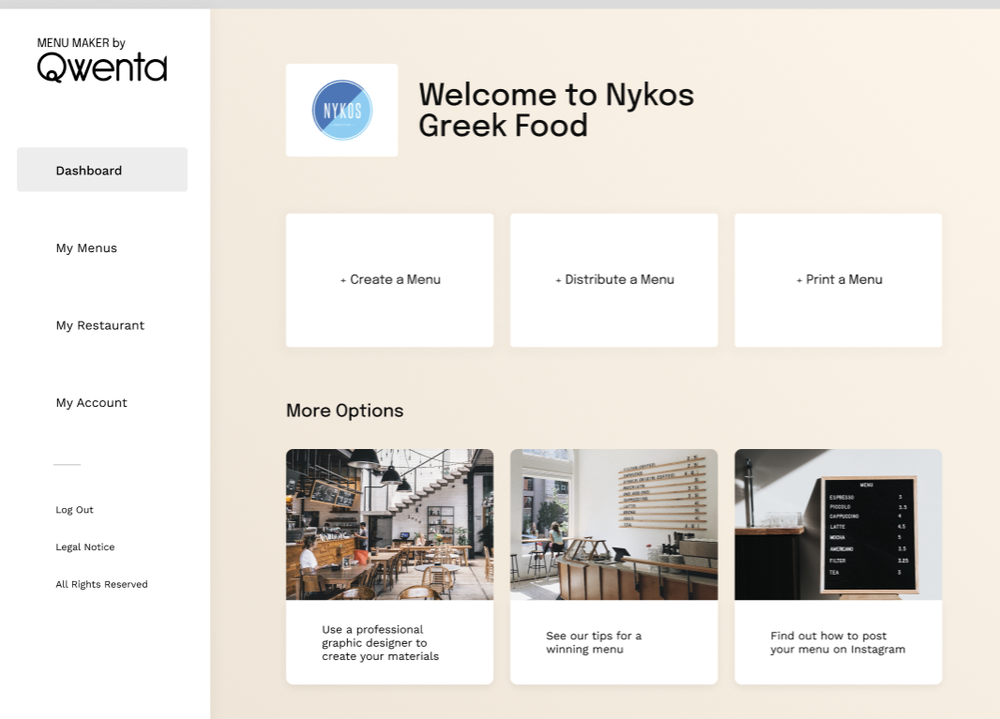 MENU MAKER by
Qwenta
Dashboard
My Menus
My Restaurant
My Account
Log Out
Legal Notice
All Rights Reserved
NYKOS
Welcome to Nykos
Greek Food
+ Create a Menu
+ Distribute a Menu
+ Print a Menu
More Options
MENU
ESPRESSO 3
PICCOLO 3.5
CAPPUCCINO 4
LATTE 4.5
MOCHA 5
AMERICANO 3.5
FILTER 3.25
TEA 3
Use a professional
graphic designer to
create your materials
See our tips for a
winning menu
Find out how to post
your menu on Instagram